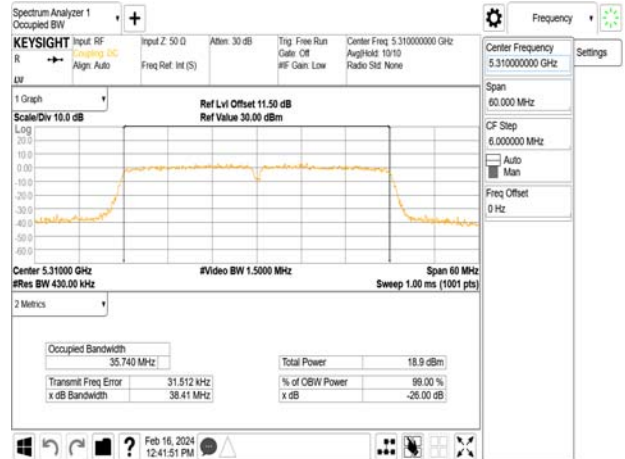 Spectrum Analyzer 1
Occupied BW
+
Frequency
KEYSIGHT
R
Input: RF
Coupling: DC
Align: Auto
Input Z: 50 Ω
Freq Ref: Int (S)
Atten: 30 dB
Trig: Free Run
Gate: Off
#IF Gain: Low
Center Freq: 5.310000000 GHz
Avg|Hold: 10/10
Radio Std: None
LXI
Center Frequency
5.310000000 GHz
Settings
Span
60.000 MHz
CF Step
6.000000 MHz
Auto
Man
Freq Offset
0 Hz
1 Graph
Scale/Div 10.0 dB
Ref Lvl Offset 11.50 dB
Ref Value 30.00 dBm
Log
20.0
10.0
0.00
-10.0
-20.0
-30.0
-40.0
-50.0
-60.0
Center 5.31000 GHz
#Res BW 430.00 kHz
#Video BW 1.5000 MHz
Span 60 MHz
Sweep 1.00 ms (1001 pts)
2 Metrics
Occupied Bandwidth
35.740 MHz
Total Power 18.9 dBm
Transmit Freq Error 31.512 kHz
% of OBW Power 99.00 %
x dB Bandwidth 38.41 MHz
x dB -26.00 dB
?
Feb 16, 2024
12:41:51 PM